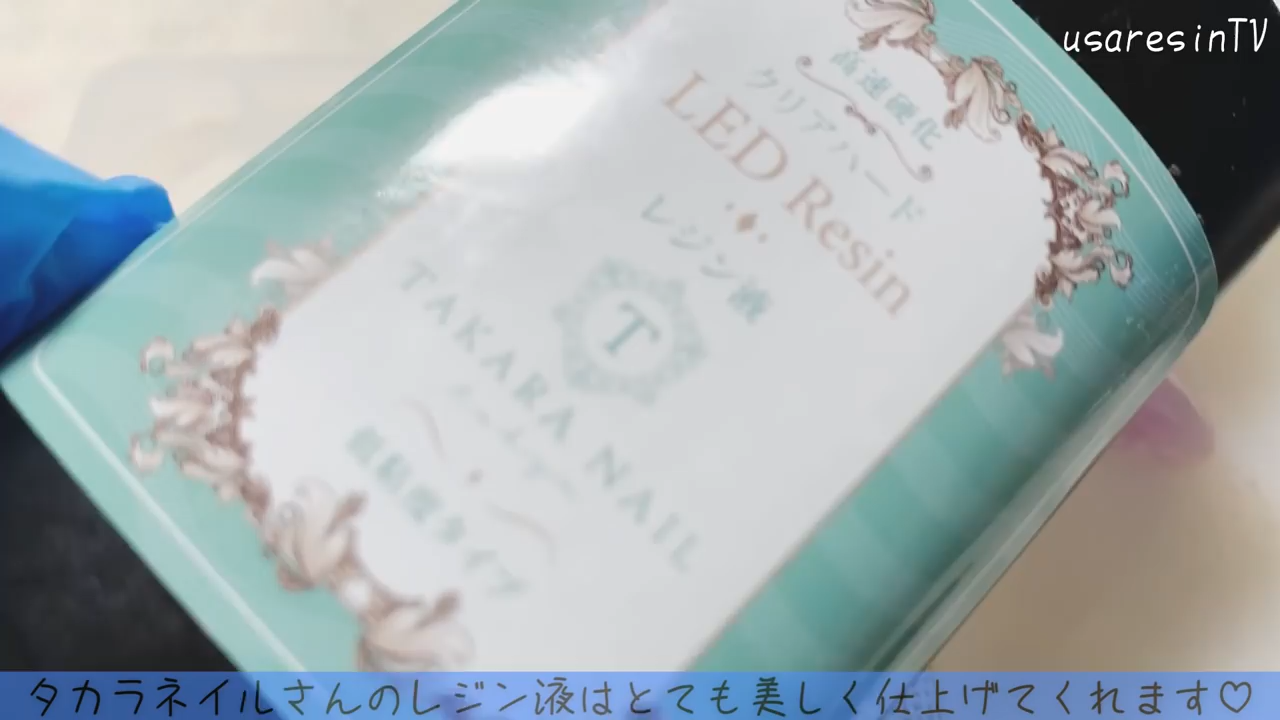 usaresinTV
高速硬化
クリアハード
LED Resin
レジン液
T
TAKARA NAIL
低粘度タイプ
タカラネイルさんのレジン液はとても美しく仕上げてくれます♡